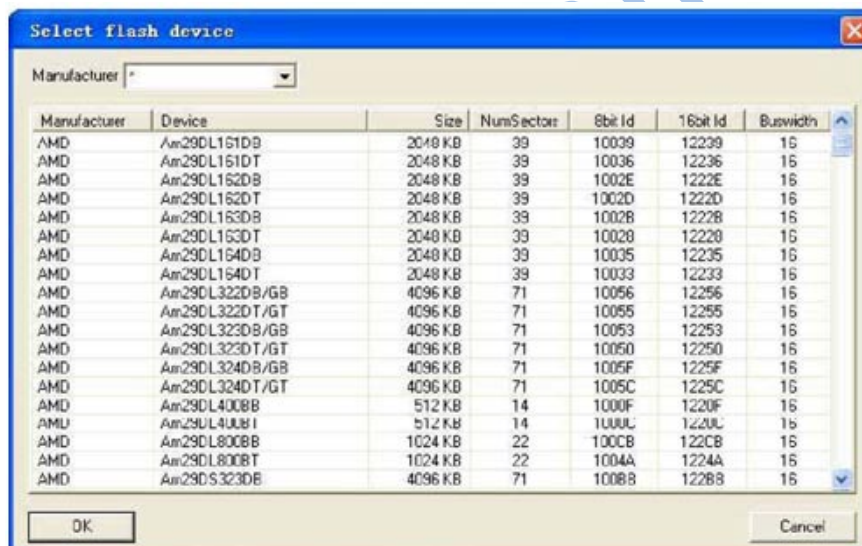 Select flash device
Manufacturer *
Manufacturer Device Size NumSectors 8bit Id 16bit Id Buswidth
AMD Am29DL161DB 2048 KB 39 10039 12239 16
AMD Am29DL161DT 2048 KB 39 10036 12236 16
AMD Am29DL162DB 2048 KB 39 1002E 1222E 16
AMD Am29DL162DT 2048 KB 39 1002D 1222D 16
AMD Am29DL163DB 2048 KB 39 1002B 1222B 16
AMD Am29DL163DT 2048 KB 39 10028 12228 16
AMD Am29DL164DB 2048 KB 39 10035 12235 16
AMD Am29DL164DT 2048 KB 39 10033 12233 16
AMD Am29DL322DB/GB 4096 KB 71 10056 12256 16
AMD Am29DL322DT/GT 4096 KB 71 10055 12255 16
AMD Am29DL323DB/GB 4096 KB 71 10053 12253 16
AMD Am29DL323DT/GT 4096 KB 71 10050 12250 16
AMD Am29DL324DB/GB 4096 KB 71 1005F 1225F 16
AMD Am29DL324DT/GT 4096 KB 71 1005C 1225C 16
AMD Am29DL400BB 512 KB 14 1000F 1220F 16
AMD Am29DL400BT 512 KB 14 1000C 1220C 16
AMD Am29DL800BB 1024 KB 22 100CB 122CB 16
AMD Am29DL800BT 1024 KB 22 1004A 1224A 16
AMD Am29DS323DB 4096 KB 71 100B8 122B8 16
OK Cancel